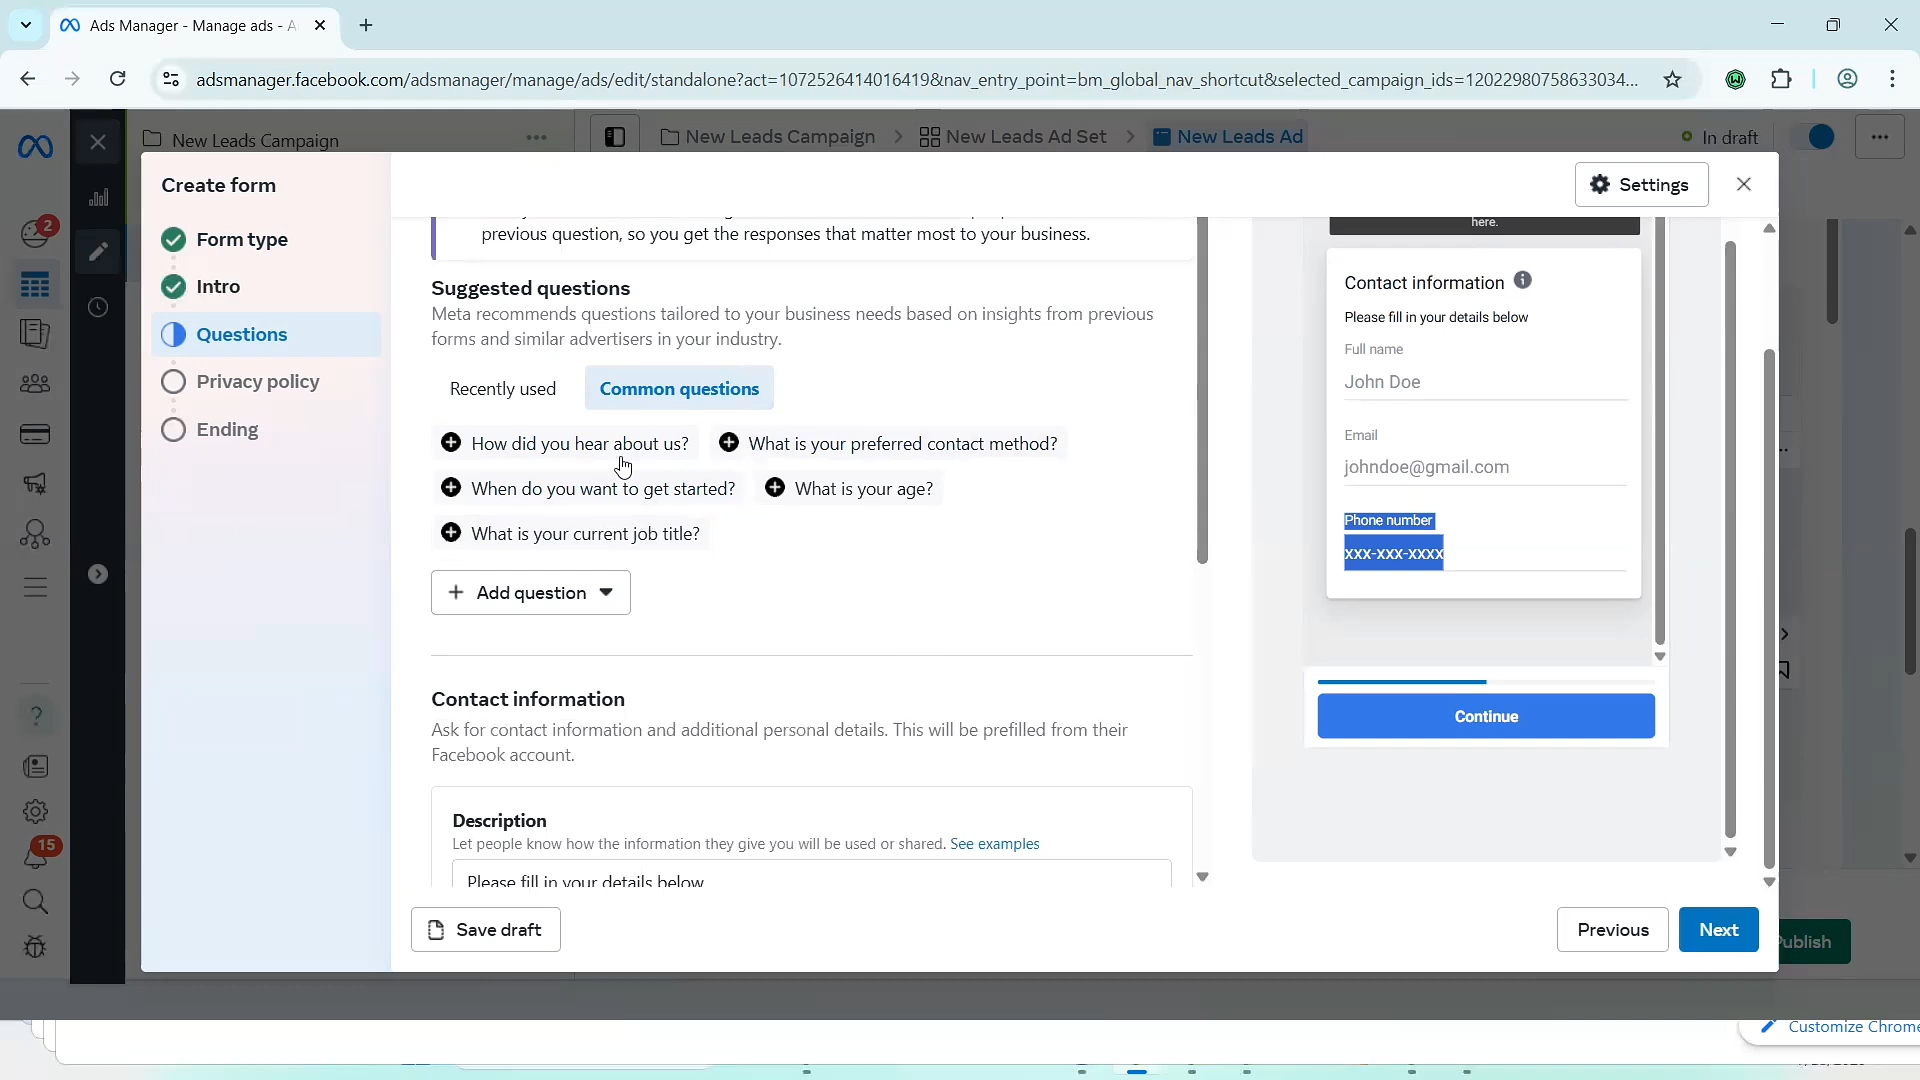 Ads Manager - Manage ads - A
adsmanager.facebook.com/adsmanager/manage/ads/edit/standalone?act=1072526414016419&nav_entry_point=bm_global_nav_shortcut&selected_campaign_ids=12022980758633034...
New Leads Campaign
New Leads Campaign
New Leads Ad Set
New Leads Ad
In draft
Create form
Settings
Form type
Intro
Questions
Privacy policy
Ending
2
15
previous question, so you get the responses that matter most to your business.
Suggested questions
Meta recommends questions tailored to your business needs based on insights from previous
forms and similar advertisers in your industry.
Recently used
Common questions
How did you hear about us?
What is your preferred contact method?
When do you want to get started?
What is your age?
What is your current job title?
Add question
Contact information
Ask for contact information and additional personal details. This will be prefilled from their
Facebook account.
Description
Let people know how the information they give you will be used or shared. See examples
Please fill in your details below
here.
Contact information
Please fill in your details below
Full name
John Doe
Email
johndoe@gmail.com
Phone number
xxx-xxx-xxxx
Continue
Save draft
Previous
Next
Publish
Customize Chrome